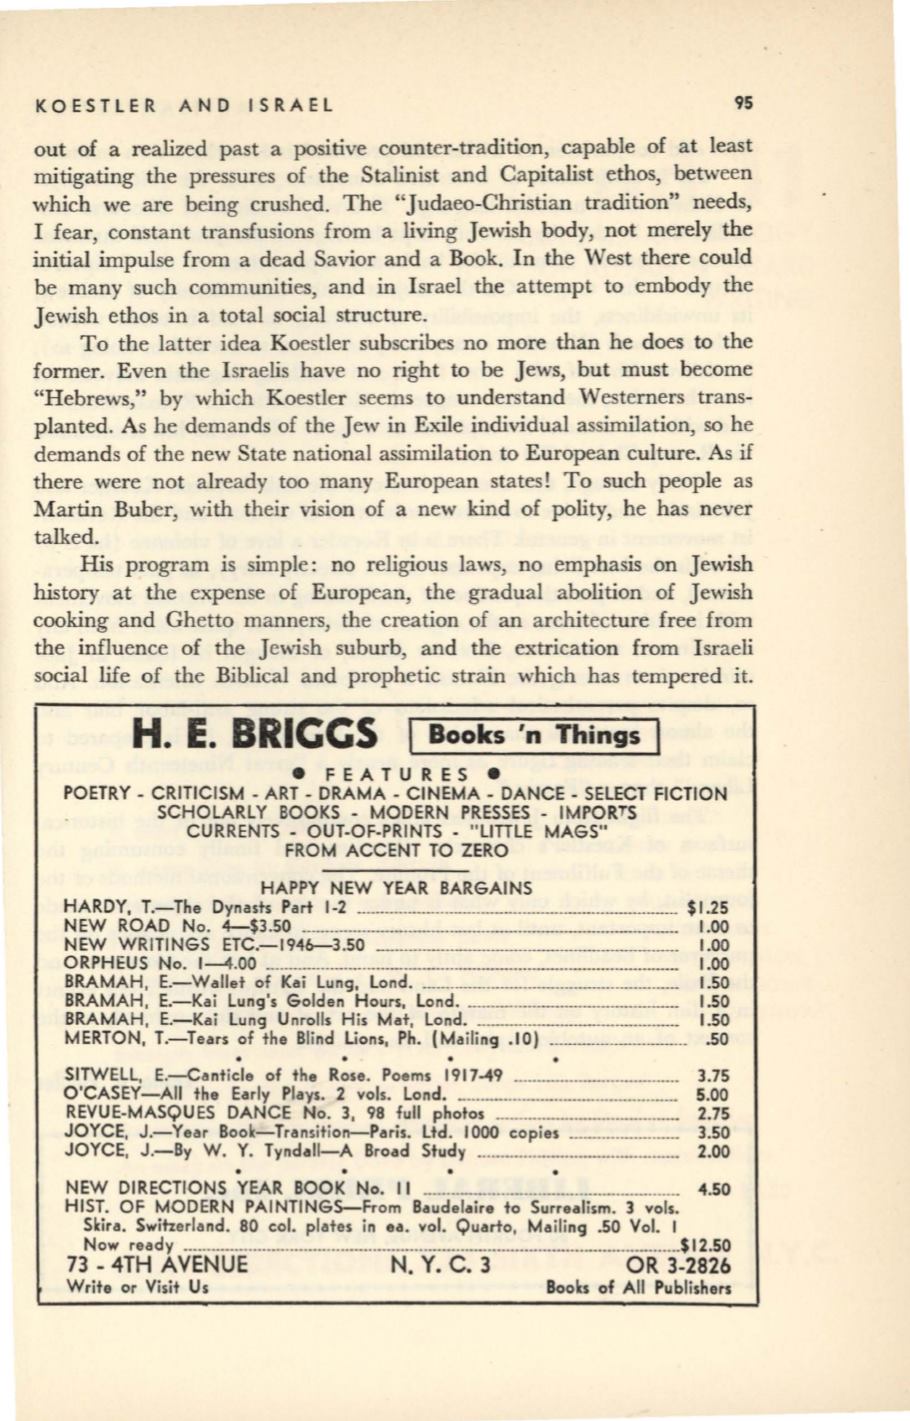 KOESTLER AND ISRAEL 95
out of a realized past a positive counter-tradition, capable of at least
mitigating the pressures of the Stalinist and Capitalist ethos, between
which we are being crushed. The “Judaeo-Christian tradition” needs,
I fear, constant transfusions from a living Jewish body, not merely the
initial impulse from a dead Savior and a Book. In the West there could
be many such communities, and in Israel the attempt to embody the
Jewish ethos in a total social structure.
To the latter idea Koestler subscribes no more than he does to the
former. Even the Israelis have no right to be Jews, but must become
“Hebrews,” by which Koestler seems to understand Westerners trans-
planted. As he demands of the Jew in Exile individual assimilation, so he
demands of the new State national assimilation to European culture. As if
there were not already too many European states! To such people as
Martin Buber, with their vision of a new kind of polity, he has never
talked.
His program is simple: no religious laws, no emphasis on Jewish
history at the expense of European, the gradual abolition of Jewish
cooking and Ghetto manners, the creation of an architecture free from
the influence of the Jewish suburb, and the extrication from Israeli
social life of the Biblical and prophetic strain which has tempered it.
H. E. BRIGGS Books 'n Things
• FEATURES •
POETRY - CRITICISM - ART - DRAMA - CINEMA - DANCE - SELECT FICTION
SCHOLARLY BOOKS - MODERN PRESSES - IMPORTS
CURRENTS - OUT-OF-PRINTS - "LITTLE MAGS"
FROM ACCENT TO ZERO
HAPPY NEW YEAR BARGAINS
HARDY, T.—The Dynasts Part 1-2 $1.25
NEW ROAD No. 4—$3.50 1.00
NEW WRITINGS ETC.—1946—3.50 1.00
ORPHEUS No. 1—4.00 1.00
BRAMAH, E.—Wallet of Kai Lung, Lond. 1.50
BRAMAH, E.—Kai Lung's Golden Hours, Lond. 1.50
BRAMAH, E.—Kai Lung Unrolls His Mat, Lond. 1.50
MERTON, T.—Tears of the Blind Lions, Ph. (Mailing .10) .50
SITWELL, E.—Canticle of the Rose. Poems 1917-49 3.75
O'CASEY—All the Early Plays. 2 vols. Lond. 5.00
REVUE-MASQUES DANCE No. 3, 98 full photos 2.75
JOYCE, J.—Year Book—Transition—Paris. Ltd. 1000 copies 3.50
JOYCE, J.—By W. Y. Tyndall—A Broad Study 2.00
NEW DIRECTIONS YEAR BOOK No. 11 4.50
HIST. OF MODERN PAINTINGS—From Baudelaire to Surrealism. 3 vols.
Skira. Switzerland. 80 col. plates in ea. vol. Quarto, Mailing .50 Vol. 1
Now ready $12.50
73 - 4TH AVENUE N. Y. C. 3 OR 3-2826
Write or Visit Us Books of All Publishers